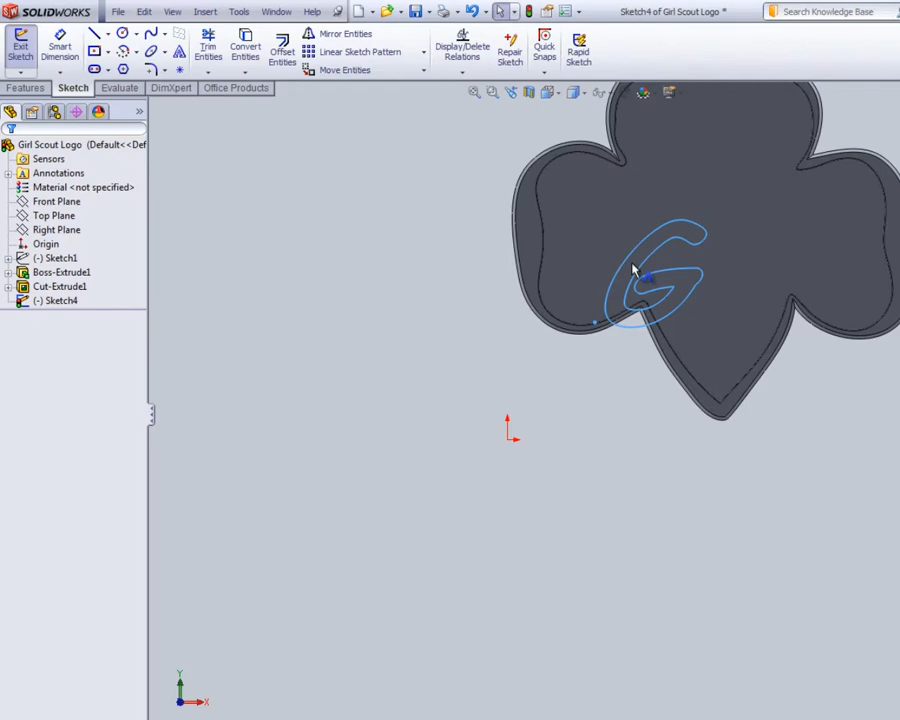 SOLIDWORKS File Edit View Insert Tools Window Help Sketch4 of Girl Scout Logo * Search Knowledge Base
Exit Sketch
Smart Dimension
Trim Entities
Convert Entities
Offset Entities
Mirror Entities
Linear Sketch Pattern
Move Entities
Display/Delete Relations
Repair Sketch
Quick Snaps
Rapid Sketch
Features Sketch Evaluate DimXpert Office Products
Girl Scout Logo (Default<<Def
Sensors
Annotations
Material <not specified>
Front Plane
Top Plane
Right Plane
Origin
(-) Sketch1
Boss-Extrude1
Cut-Extrude1
(-) Sketch4
G
Y
X